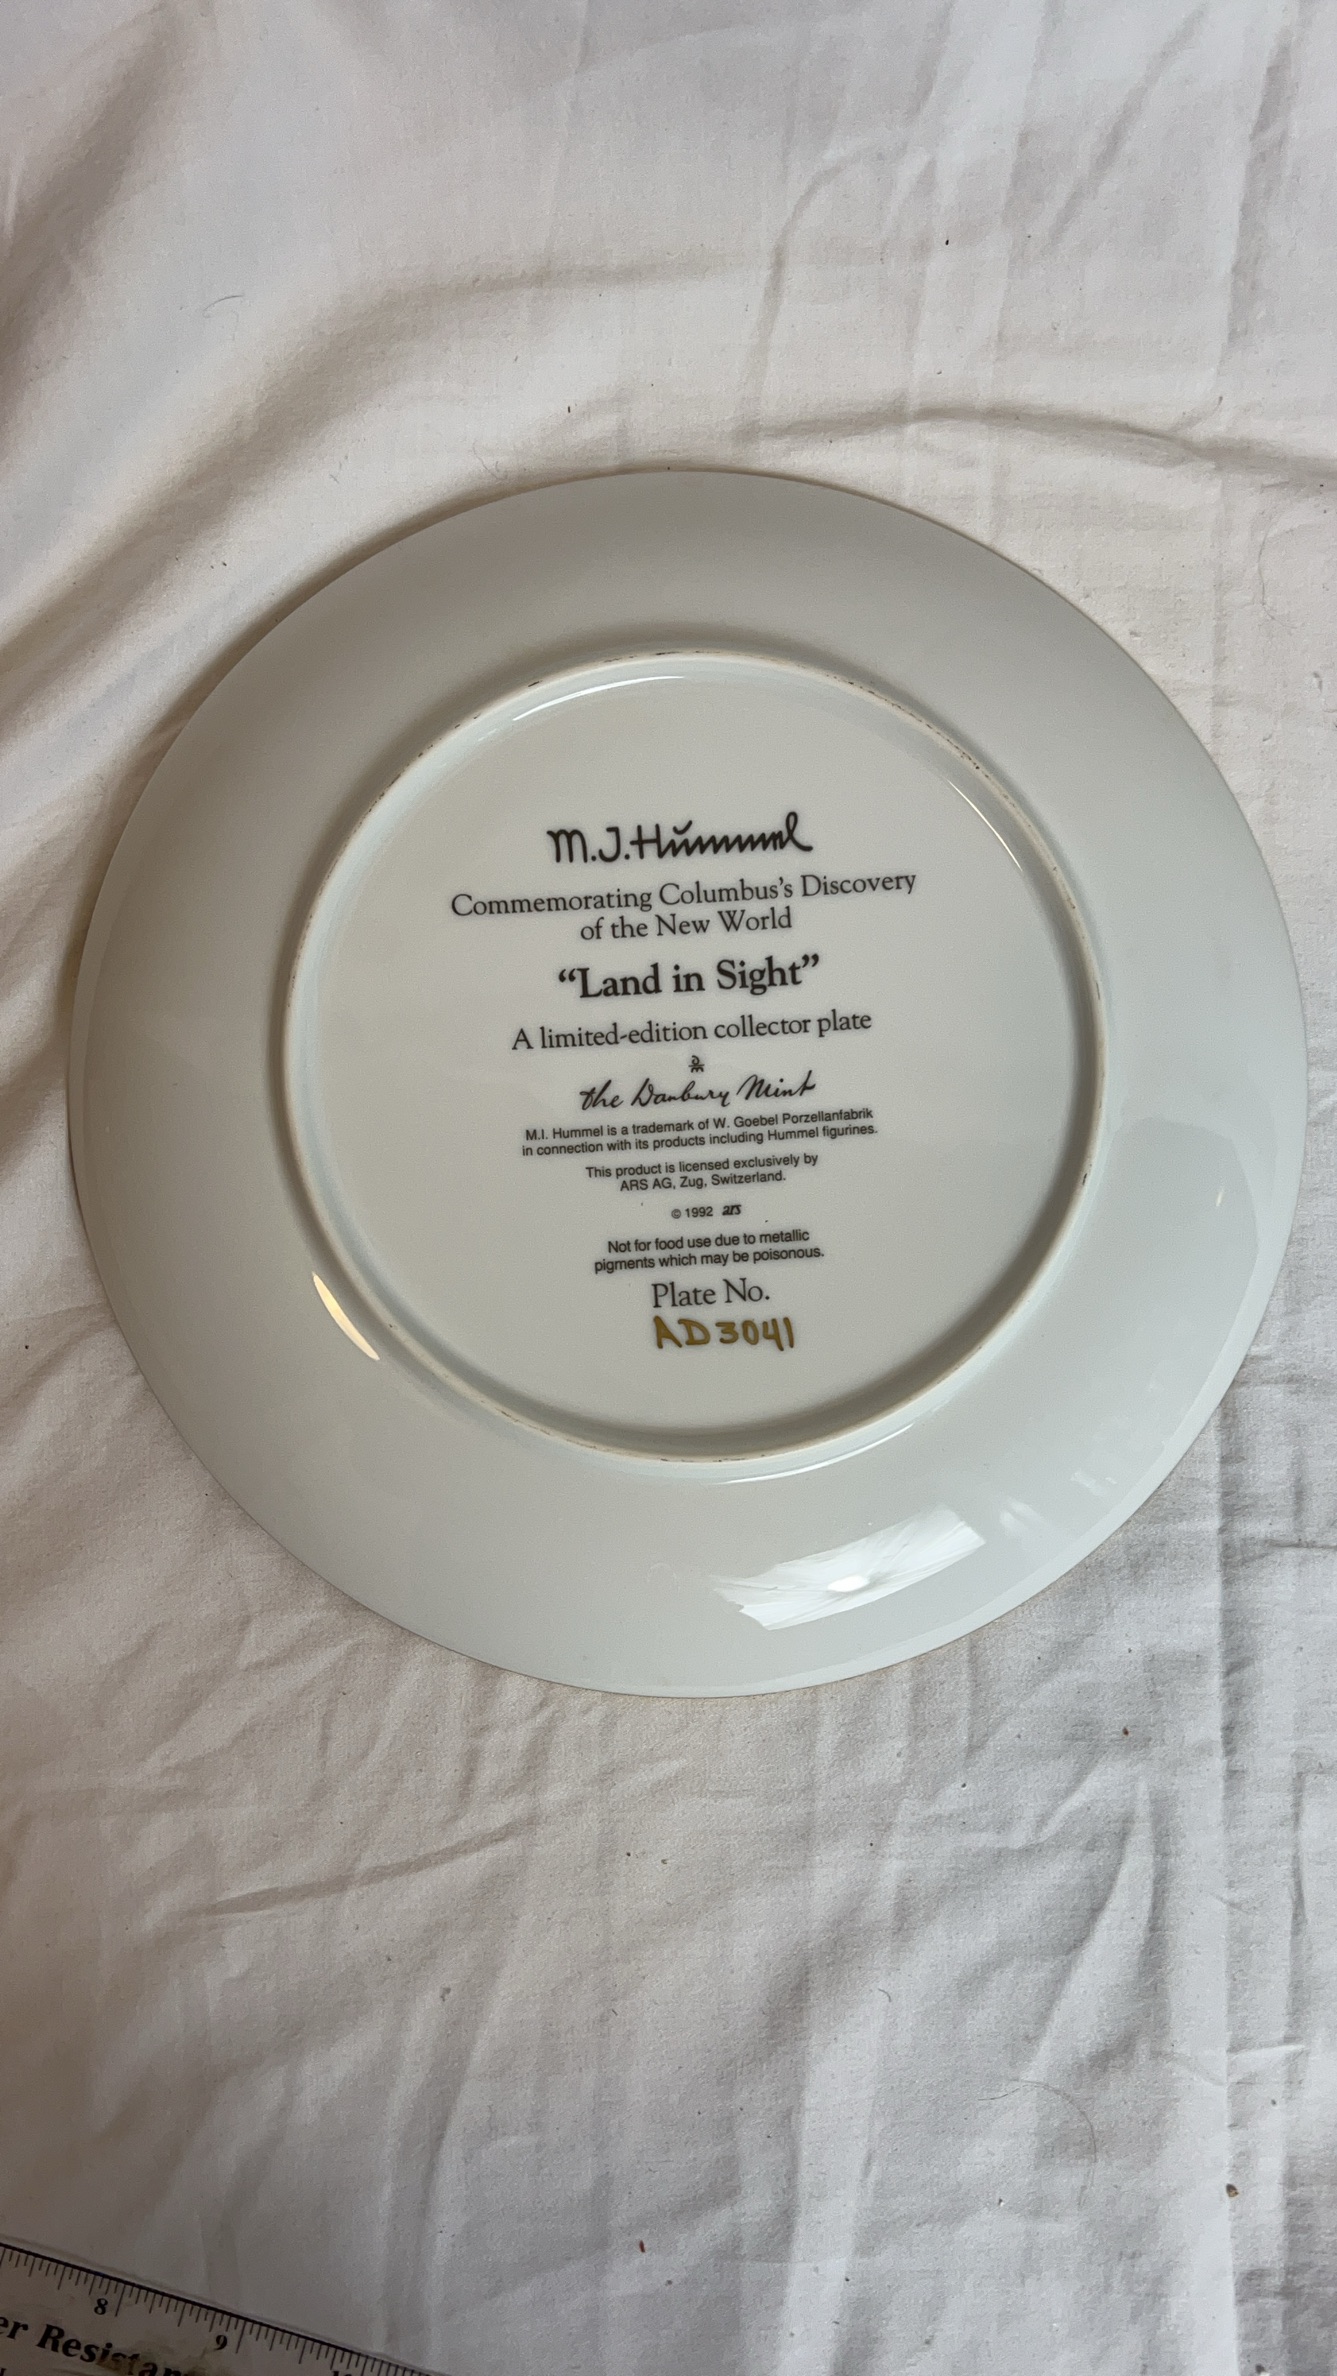 M.J.Hummel
Commemorating Columbus's Discovery
of the New World
“Land in Sight”
A limited-edition collector plate
the Danbury Mint
M.I. Hummel is a trademark of W. Goebel Porzellanfabrik
in connection with its products including Hummel figurines.
This product is licensed exclusively by
ARS AG, Zug, Switzerland.
© 1992 ars
Not for food use due to metallic
pigments which may be poisonous.
Plate No.
AD3041
8
9
er Resistan